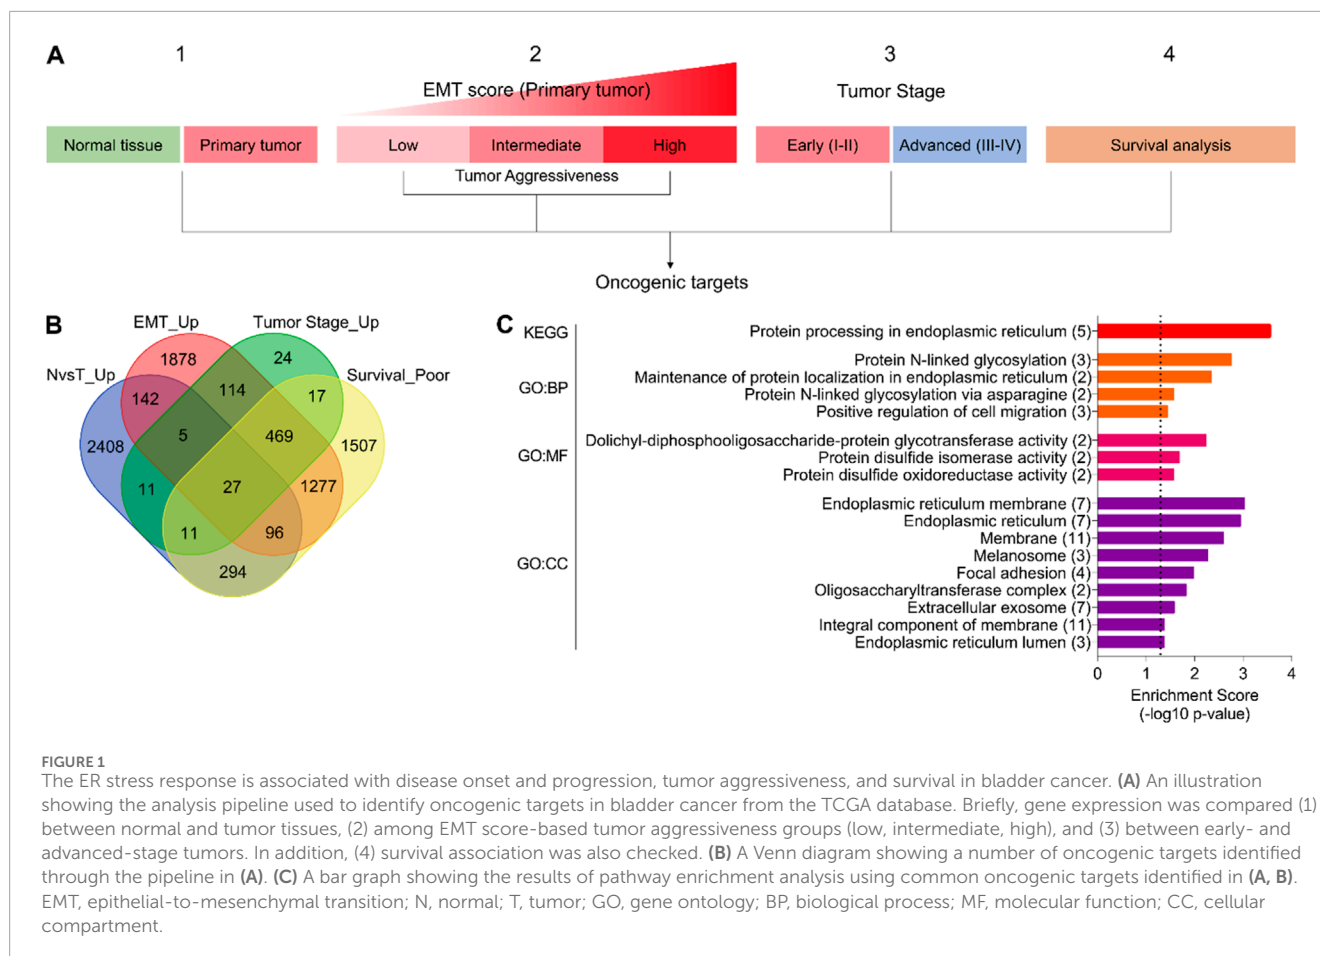 A
1
2
3
4
EMT score (Primary tumor)
Tumor Stage
Normal tissue
Primary tumor
Low
Intermediate
High
Early (I-II)
Advanced (III-IV)
Survival analysis
Tumor Aggressiveness
Oncogenic targets
B
EMT_Up
Tumor Stage_Up
NvsT_Up
Survival_Poor
1878
24
142
114
17
2408
5
469
1507
11
27
1277
11
96
294
C
KEGG
Protein processing in endoplasmic reticulum (5)
GO:BP
Protein N-linked glycosylation (3)
Maintenance of protein localization in endoplasmic reticulum (2)
Protein N-linked glycosylation via asparagine (2)
Positive regulation of cell migration (3)
GO:MF
Dolichyl-diphosphooligosaccharide-protein glycotransferase activity (2)
Protein disulfide isomerase activity (2)
Protein disulfide oxidoreductase activity (2)
GO:CC
Endoplasmic reticulum membrane (7)
Endoplasmic reticulum (7)
Membrane (11)
Melanosome (3)
Focal adhesion (4)
Oligosaccharyltransferase complex (2)
Extracellular exosome (7)
Integral component of membrane (11)
Endoplasmic reticulum lumen (3)
0 1 2 3 4
Enrichment Score
(-log10 p-value)
FIGURE 1
The ER stress response is associated with disease onset and progression, tumor aggressiveness, and survival in bladder cancer. (A) An illustration
showing the analysis pipeline used to identify oncogenic targets in bladder cancer from the TCGA database. Briefly, gene expression was compared (1)
between normal and tumor tissues, (2) among EMT score-based tumor aggressiveness groups (low, intermediate, high), and (3) between early- and
advanced-stage tumors. In addition, (4) survival association was also checked. (B) A Venn diagram showing a number of oncogenic targets identified
through the pipeline in (A). (C) A bar graph showing the results of pathway enrichment analysis using common oncogenic targets identified in (A, B).
EMT, epithelial-to-mesenchymal transition; N, normal; T, tumor; GO, gene ontology; BP, biological process; MF, molecular function; CC, cellular
compartment.